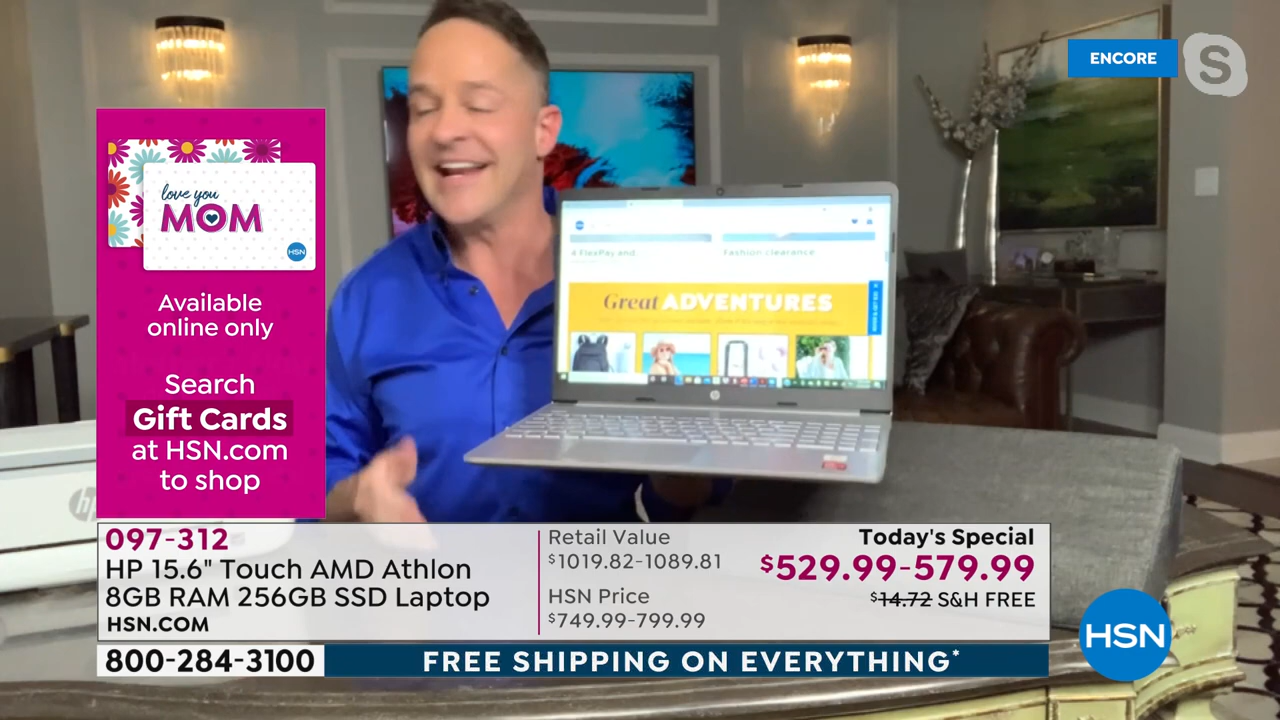 ENCORE
S
love you
MOM
HSN
Available
online only
Search
Gift Cards
at HSN.com
to shop
4 FlexPay and
Fashion clearance
Great ADVENTURES
hp
hp
097-312
HP 15.6" Touch AMD Athlon
8GB RAM 256GB SSD Laptop
HSN.COM
Retail Value
$1019.82-1089.81
HSN Price
$749.99-799.99
Today's Special
$529.99-579.99
$14.72 S&H FREE
HSN
800-284-3100
FREE SHIPPING ON EVERYTHING*